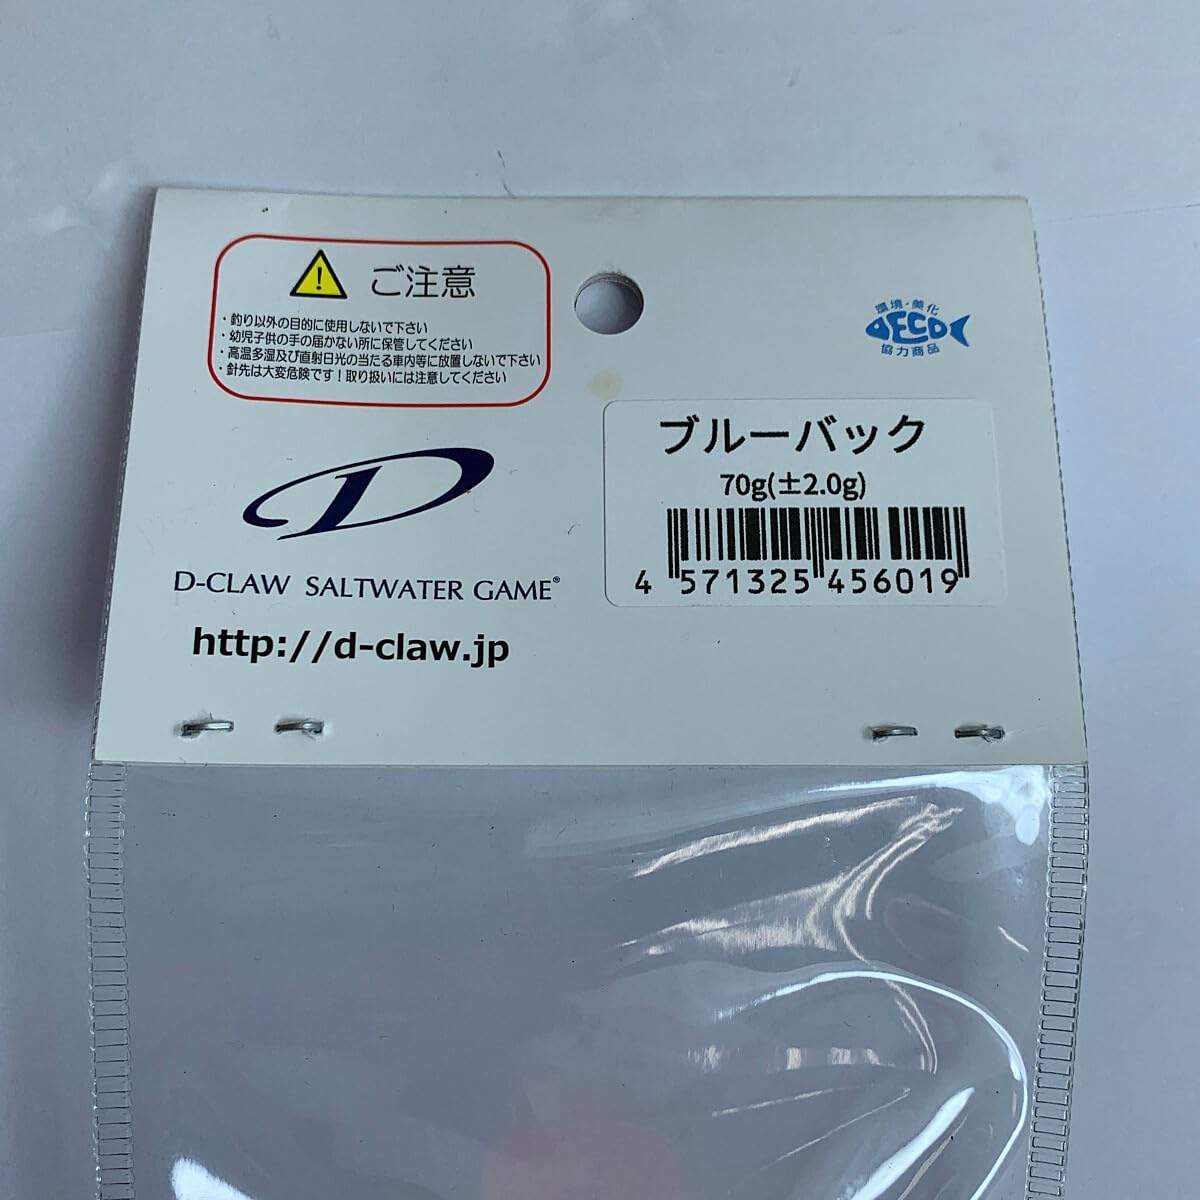 ご注意
・釣り以外の目的に使用しないで下さい
・幼児子供の手の届かない所に保管してください
・高温多湿及び直射日光の当たる車内等に放置しないで下さい
・針先は大変危険です！取り扱いには注意してください
環境・美化
ECO
協力商品
ブルーバック
70g(±2.0g)
4 571325 456019
D-CLAW SALTWATER GAME®
http://d-claw.jp